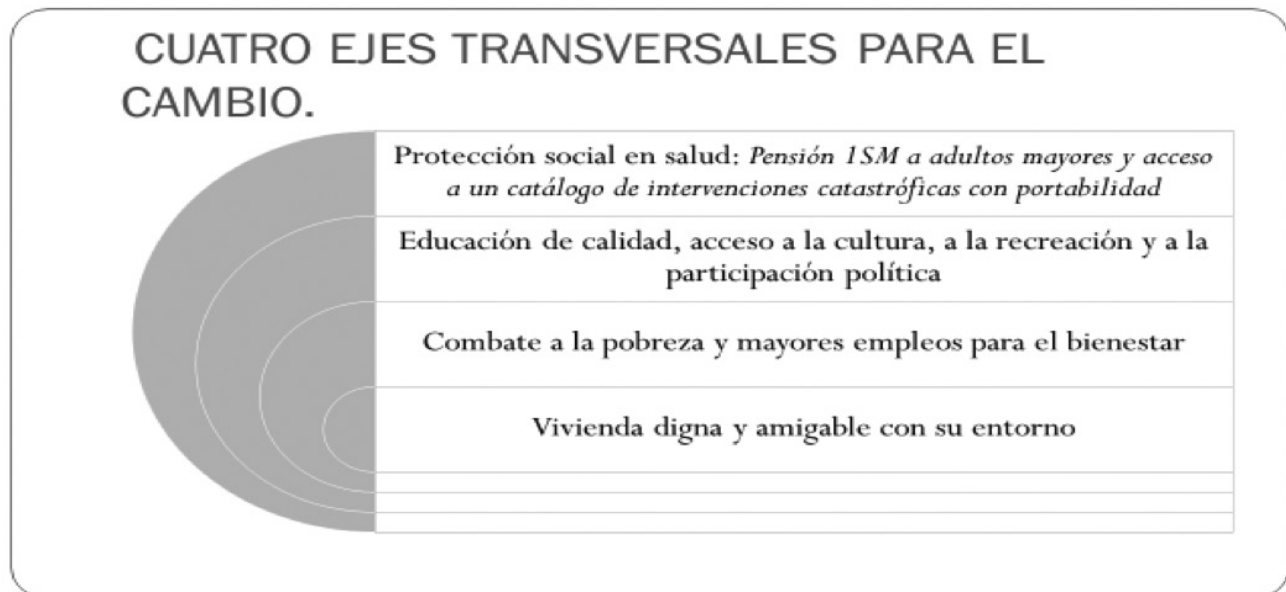 CUATRO EJES TRANSVERSALES PARA EL
CAMBIO.
Protección social en salud: Pensión 1SM a adultos mayores y acceso
a un catálogo de intervenciones catastróficas con portabilidad
Educación de calidad, acceso a la cultura, a la recreación y a la
participación política
Combate a la pobreza y mayores empleos para el bienestar
Vivienda digna y amigable con su entorno